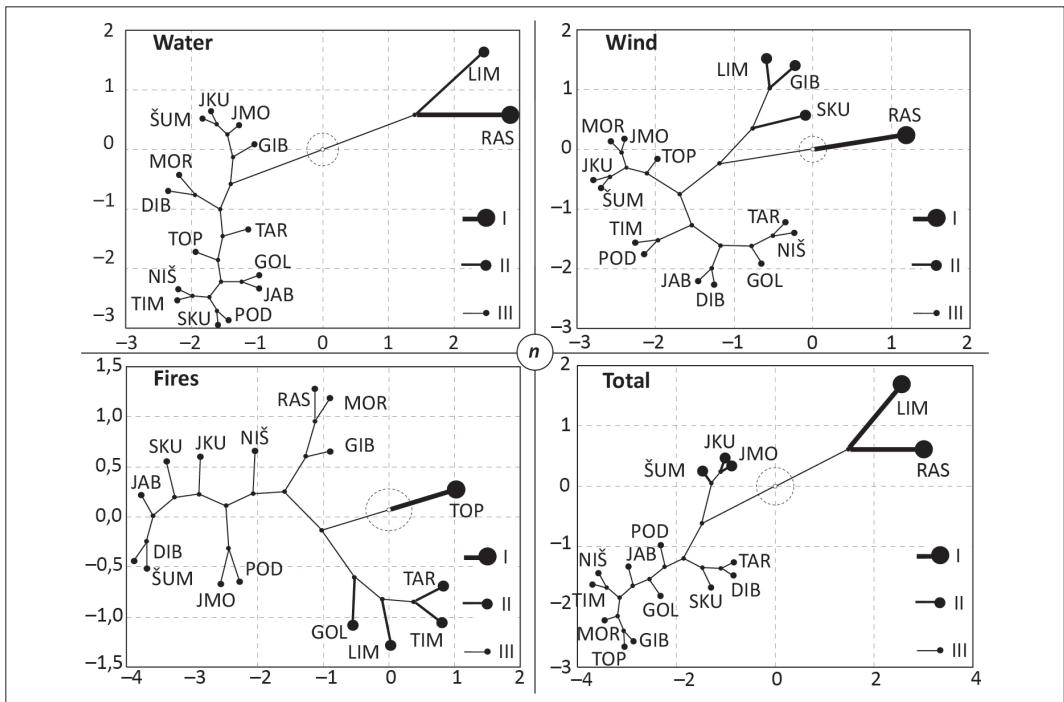 Water
2
1
0
−1
−2
−3
−3
−2
−1
0
1
2
3
LIM
RAS
JKU
ŠUM
JMO
GIB
MOR
DIB
TAR
TOP
GOL
NIŠ
JAB
TIM
POD
SKU
I
II
III
Wind
2
1
0
−1
−2
−3
−3
−2
−1
0
1
2
LIM
GIB
SKU
RAS
MOR
JMO
TOP
JKU
ŠUM
TIM
TAR
POD
NIŠ
JAB
DIB
GOL
I
II
III
n
Fires
1,5
1,0
0,5
0,0
−0,5
−1,0
−1,5
−4
−3
−2
−1
0
1
2
RAS
MOR
SKU
JKU
NIŠ
GIB
JAB
TOP
DIB
ŠUM
POD
JMO
TAR
GOL
LIM
TIM
I
II
III
Total
2
1
0
−1
−2
−3
−4
−2
0
2
4
LIM
RAS
JKU
JMO
ŠUM
POD
NIŠ
JAB
TAR
DIB
TIM
GOL
SKU
MOR
GIB
TOP
I
II
III